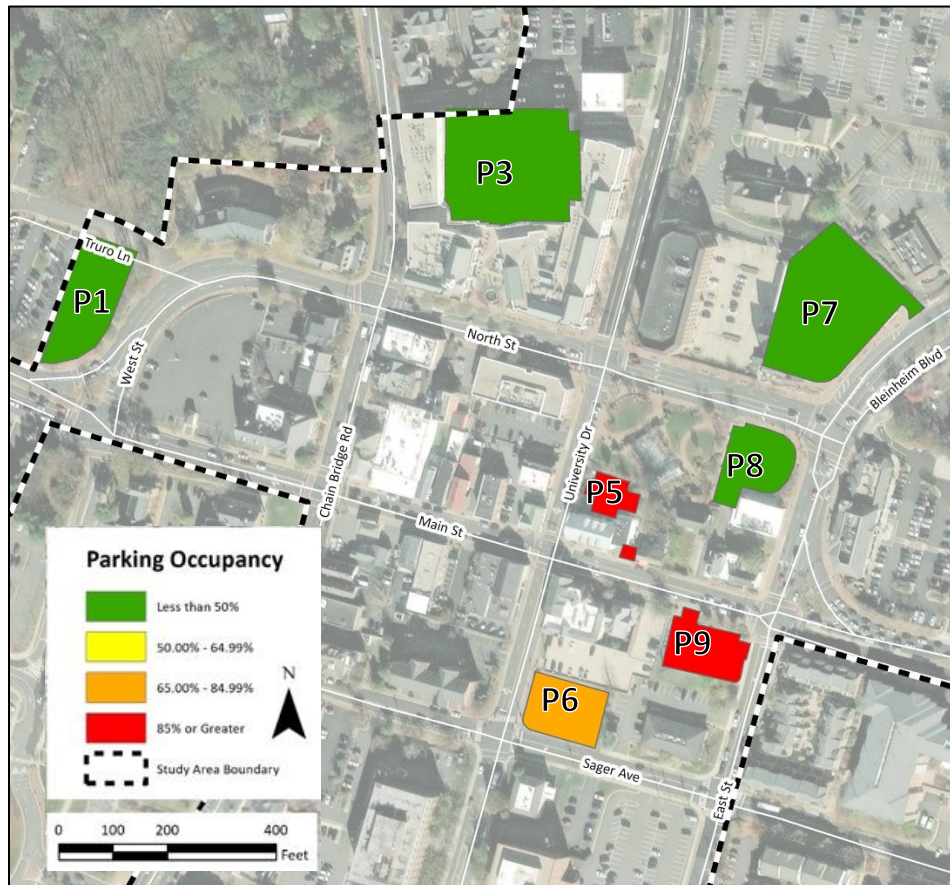 P3
Truro Ln
P1
P7
North St
West St
Bleinheim Blvd
Chain Bridge Rd
University Dr
P8
P5
Main St
P9
P6
Sager Ave
East St
Parking Occupancy
Less than 50%
50.00% - 64.99%
65.00% - 84.99%
85% or Greater
Study Area Boundary
N
0 100 200 400
Feet